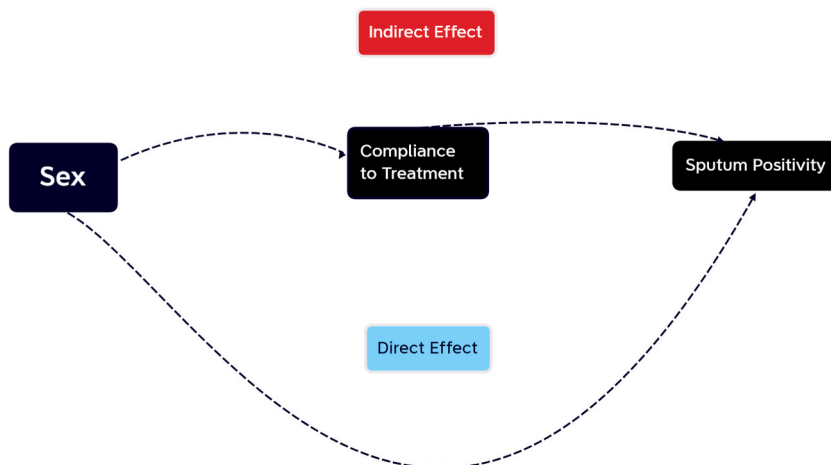 Indirect Effect
Sex
Compliance
to Treatment
Sputum Positivity
Direct Effect